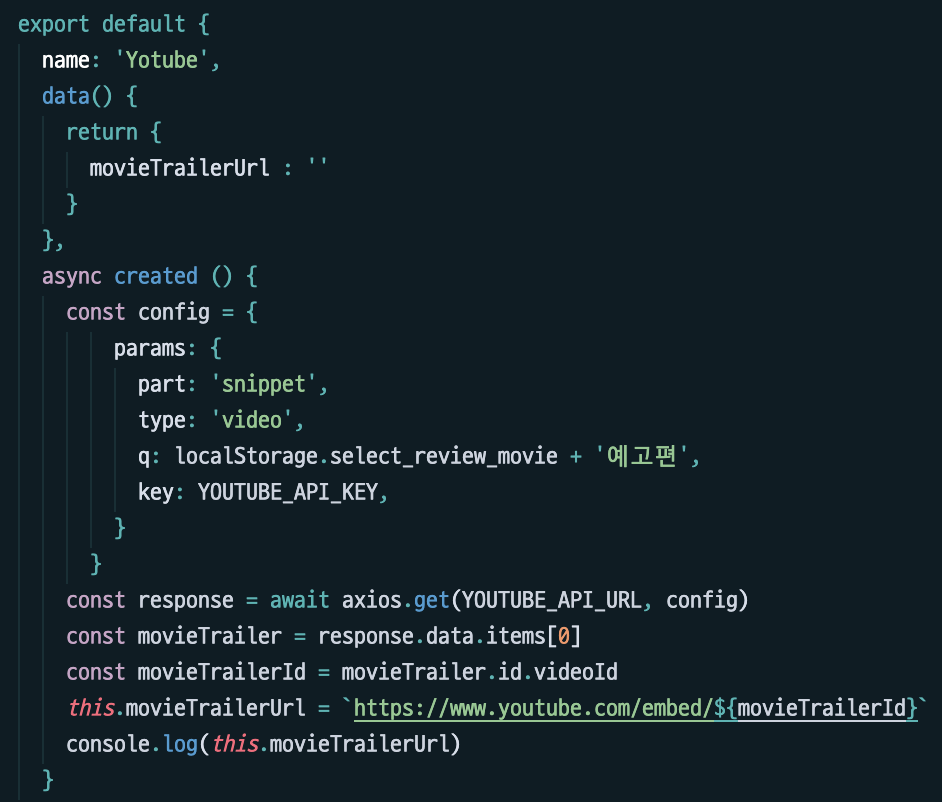 export default {
name: 'Yotube',
data() {
return {
movieTrailerUrl : ''
}
},
async created () {
const config = {
params: {
part: 'snippet',
type: 'video',
q: localStorage.select_review_movie + '예고편',
key: YOUTUBE_API_KEY,
}
}
const response = await axios.get(YOUTUBE_API_URL, config)
const movieTrailer = response.data.items[0]
const movieTrailerId = movieTrailer.id.videoId
this.movieTrailerUrl = `https://www.youtube.com/embed/${movieTrailerId}`
console.log(this.movieTrailerUrl)
}